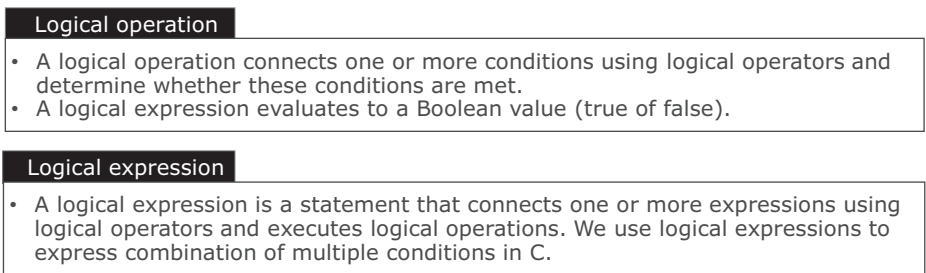 Logical operation
• A logical operation connects one or more conditions using logical operators and
determine whether these conditions are met.
• A logical expression evaluates to a Boolean value (true of false).
Logical expression
• A logical expression is a statement that connects one or more expressions using
logical operators and executes logical operations. We use logical expressions to
express combination of multiple conditions in C.